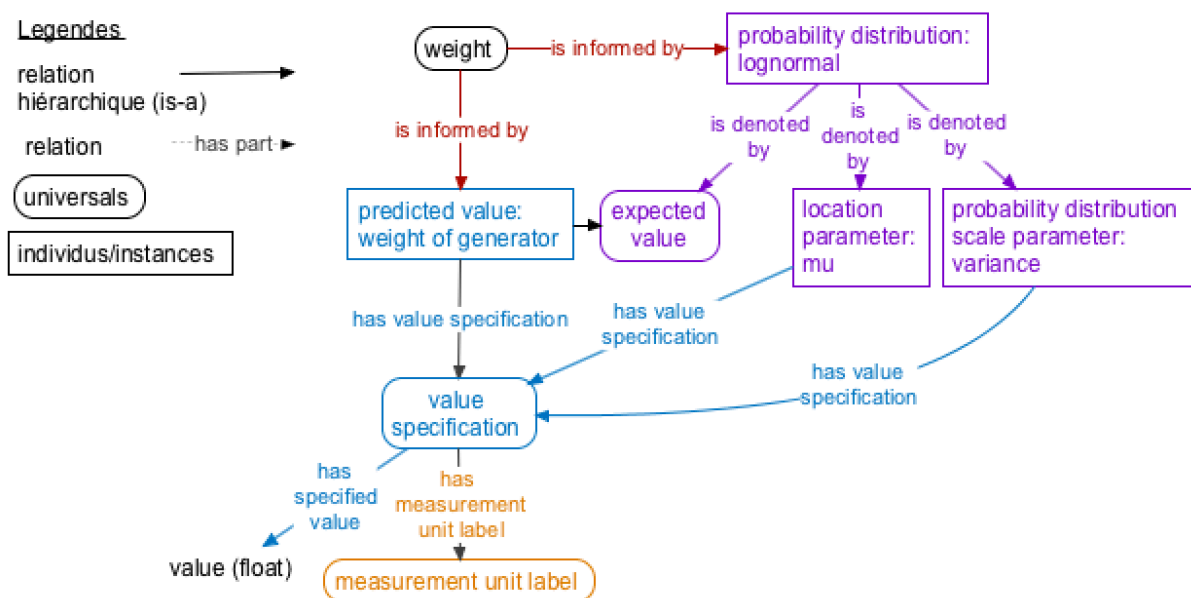 Legendes
relation
hiérarchique (is-a)
relation
has part
universals
individus/instances
weight
is informed by
probability distribution:
lognormal
is informed by
is denoted
by
is
denoted
by
is denoted
by
predicted value:
weight of generator
expected
value
location
parameter:
mu
probability distribution
scale parameter:
variance
has value specification
has value
specification
has value
specification
value
specification
has
specified
value
has
measurement
unit label
value (float)
measurement unit label